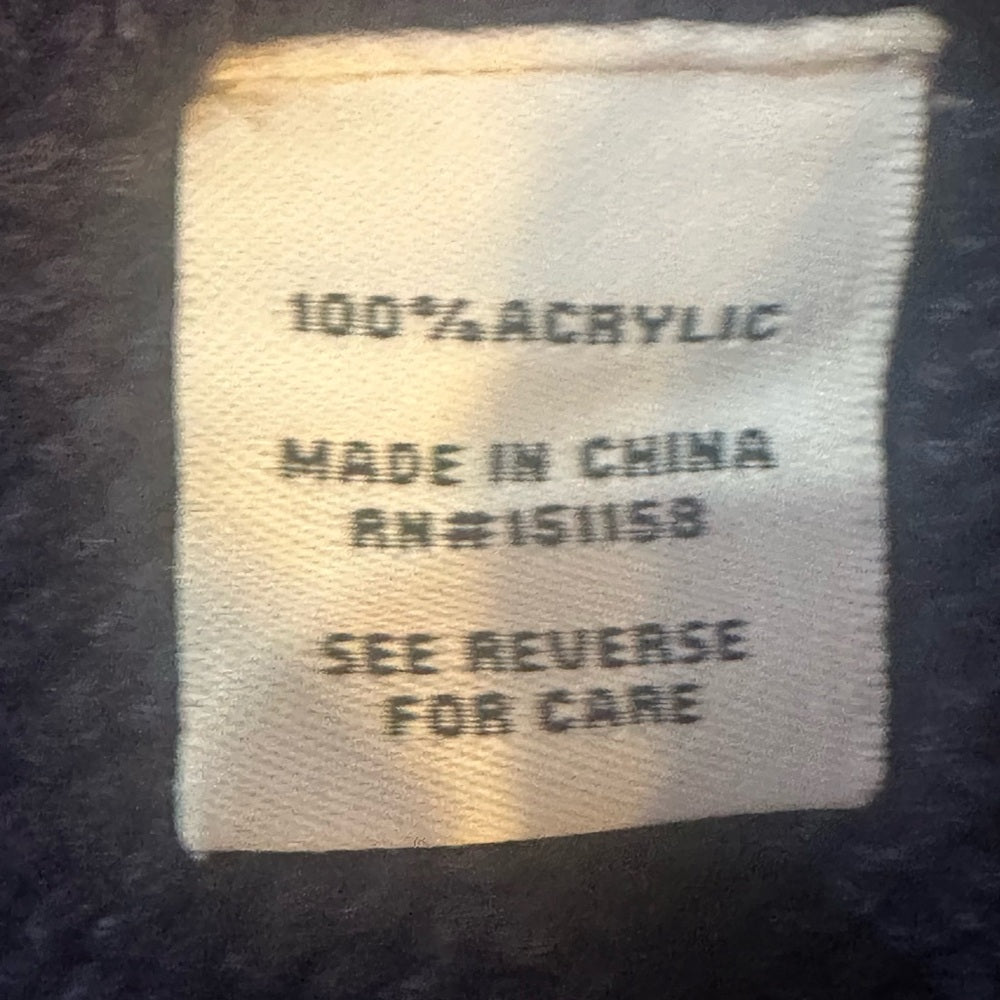 100% ACRYLIC
MADE IN CHINA
RN#151158
SEE REVERSE
FOR CARE